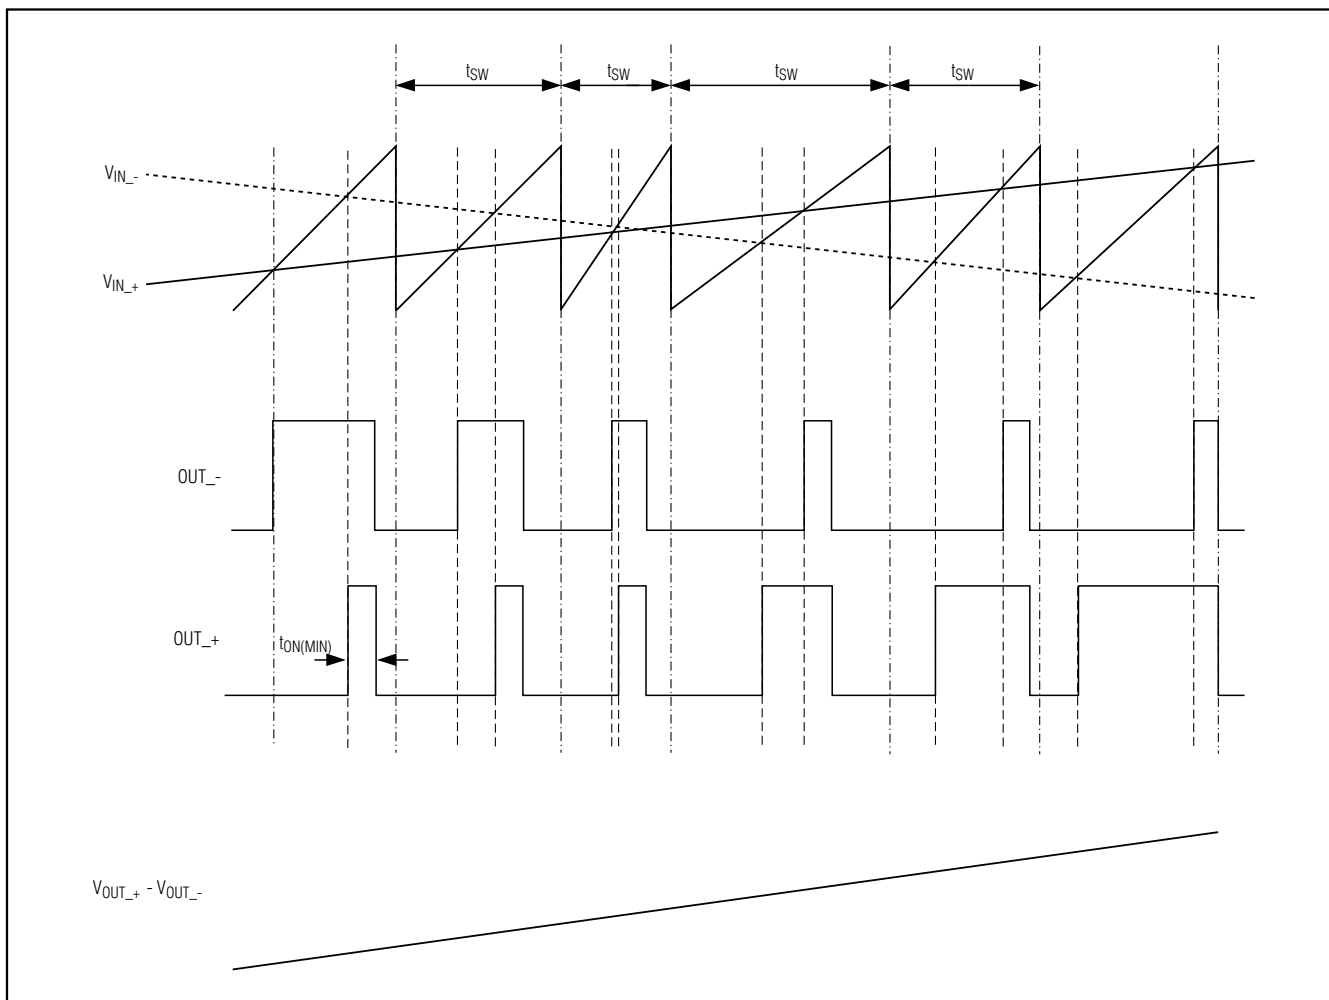 tSW tSW tSW tSW
VIN_-
VIN_+
OUT_-
OUT_+
tON(MIN)
VOUT_+ - VOUT_-